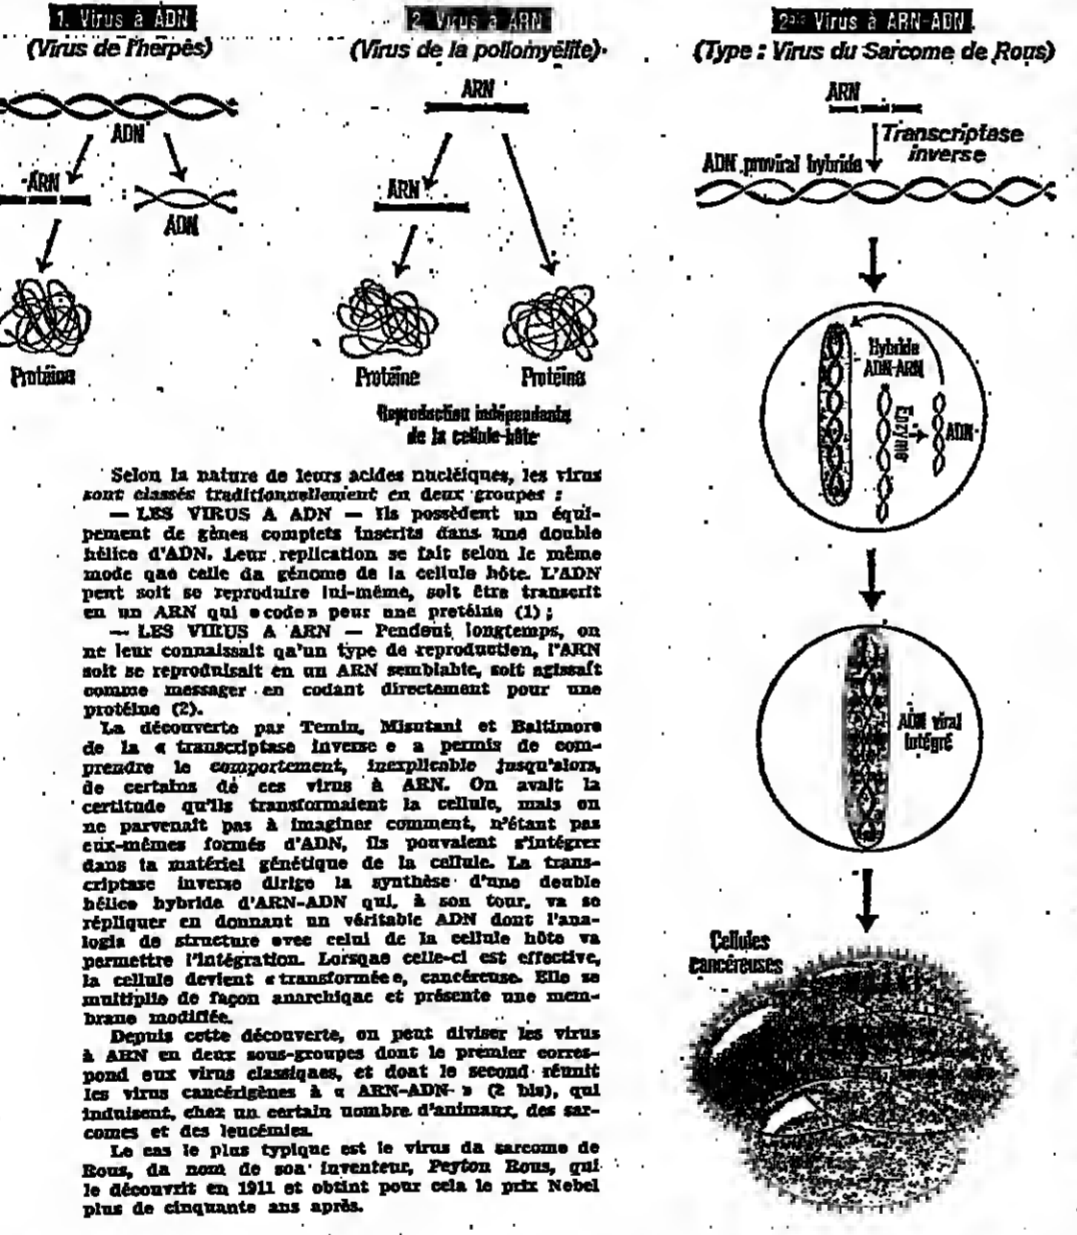 1. Virus à ADN
(Virus de l'herpès)
ADN
ARN
ADN
Protéine
2. Virus à ARN
(Virus de la poliomyélite)
ARN
ARN
Protéine
Protéine
Reproduction indépendante
de la cellule-hôte
2bis Virus à ARN-ADN
(Type : Virus du Sarcome de Rous)
ARN
Transcriptase
inverse
ADN proviral hybride
Hybride
ADN-ARN
Enzyme
ADN
ADN viral
intégré
Cellules
cancéreuses
Selon la nature de leurs acides nucléiques, les virus
sont classés traditionnellement en deux groupes :
— LES VIRUS A ADN — Ils possèdent un équi-
pement de gènes complets inscrits dans une double
hélice d'ADN. Leur replication se fait selon le même
mode que celle da génome de la cellule hôte. L'ADN
peut soit se reproduire lui-même, soit être transcrit
en un ARN qui «code» pour une protéine (1) ;
— LES VIRUS A ARN — Pendant longtemps, on
ne leur connaissait qu'un type de reproduction, l'ARN
soit se reproduisait en un ARN semblable, soit agissait
comme messager en codant directement pour une
protéine (2).
La découverte par Temin, Misutani et Baltimore
de la « transcriptase inverse » a permis de com-
prendre le comportement, inexplicable jusqu'alors,
de certains de ces virus à ARN. On avait la
certitude qu'ils transformaient la cellule, mais on
ne parvenait pas à imaginer comment, n'étant pas
eux-mêmes formés d'ADN, ils pouvaient s'intégrer
dans la matériel génétique de la cellule. La trans-
criptase inverse dirige la synthèse d'une double
hélice hybride d'ARN-ADN qui, à son tour, va se
répliquer en donnant un véritable ADN dont l'ana-
logie de structure avec celui de la cellule hôte va
permettre l'intégration. Lorsque celle-ci est effective,
la cellule devient «transformée», cancéreuse. Elle se
multiplie de façon anarchique et présente une mem-
brane modifiée.
Depuis cette découverte, on peut diviser les virus
à ARN en deux sous-groupes dont le premier corres-
pond aux virus classiques, et dont le second réunit
les virus cancérigènes à « ARN-ADN » (2 bis), qui
induisent, chez un certain nombre d'animaux, des sar-
comes et des leucémies.
Le cas le plus typique est le virus da sarcome de
Rous, da nom de son inventeur, Peyton Rous, qui
le découvrit en 1911 et obtint pour cela le prix Nobel
plus de cinquante ans après.